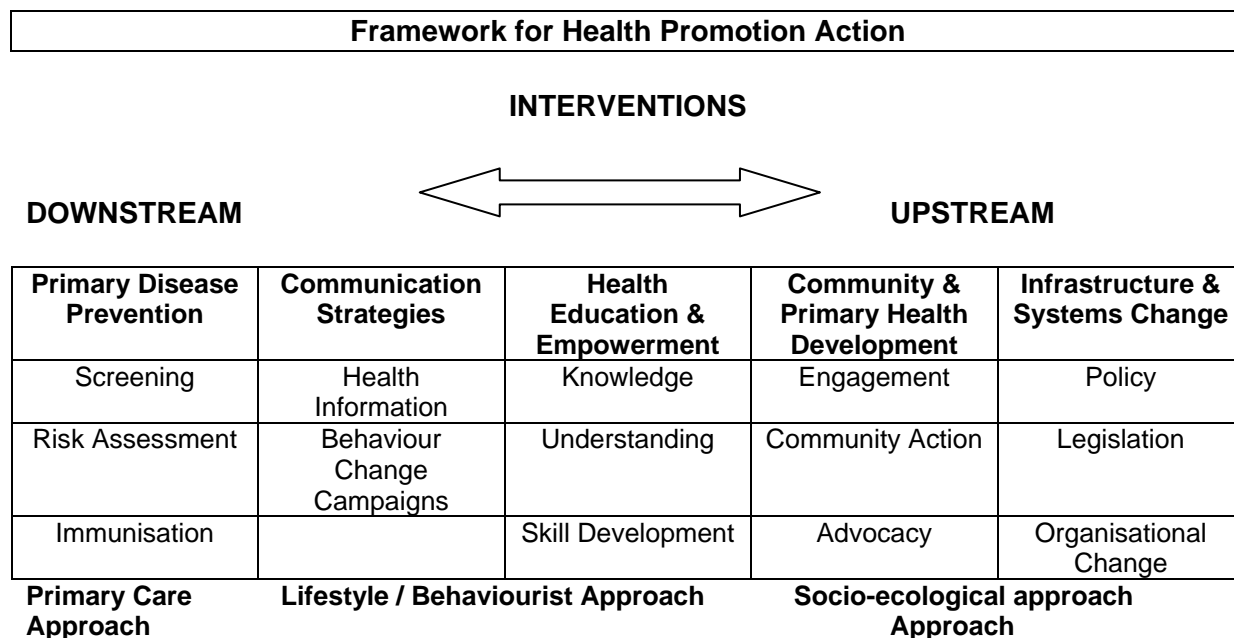 Framework for Health Promotion Action
INTERVENTIONS
DOWNSTREAM UPSTREAM
Primary Disease Prevention Communication Strategies Health Education & Empowerment Community & Primary Health Development Infrastructure & Systems Change
Screening Health Information Knowledge Engagement Policy
Risk Assessment Behaviour Change Campaigns Understanding Community Action Legislation
Immunisation Skill Development Advocacy Organisational Change
Primary Care Approach Lifestyle / Behaviourist Approach Socio-ecological approach Approach